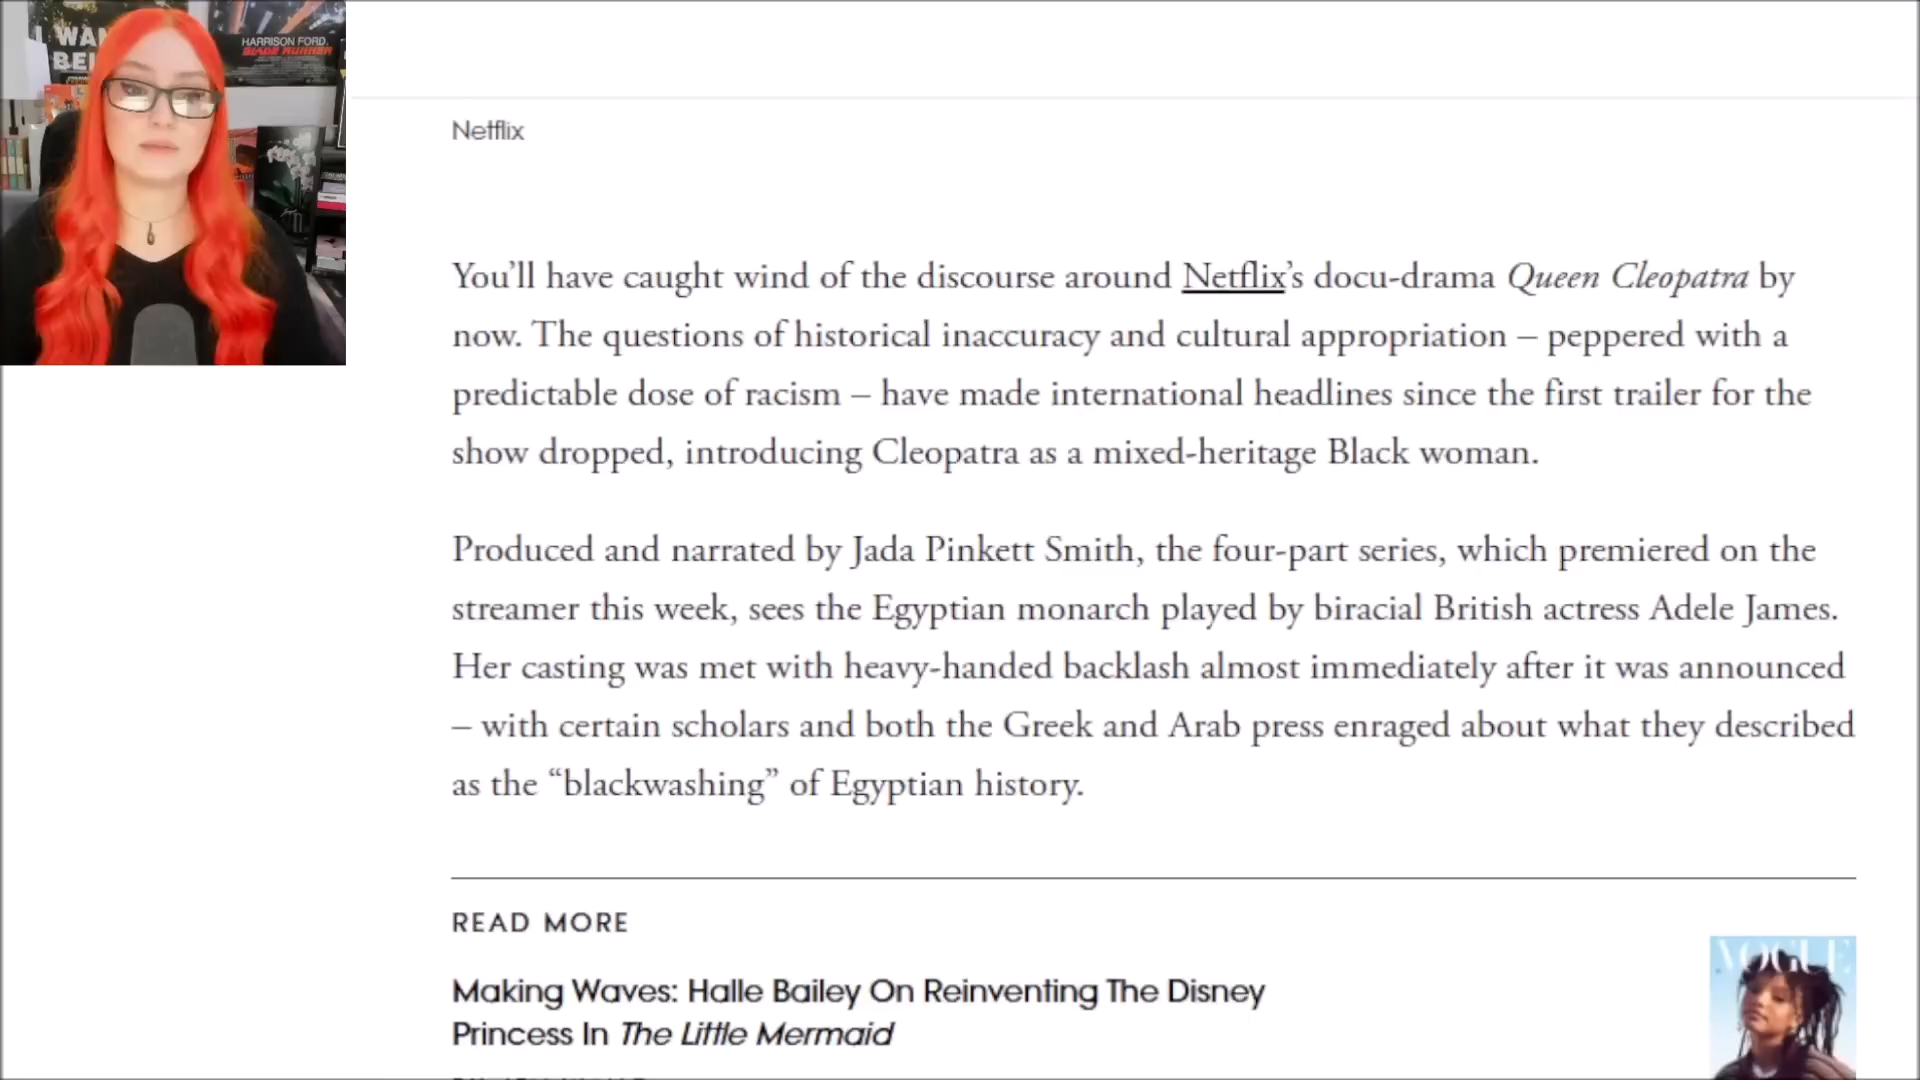 I WAN
BEL
HARRISON FORD
BLADE RUNNER
Netflix
You’ll have caught wind of the discourse around Netflix’s docu-drama Queen Cleopatra by
now. The questions of historical inaccuracy and cultural appropriation – peppered with a
predictable dose of racism – have made international headlines since the first trailer for the
show dropped, introducing Cleopatra as a mixed-heritage Black woman.
Produced and narrated by Jada Pinkett Smith, the four-part series, which premiered on the
streamer this week, sees the Egyptian monarch played by biracial British actress Adele James.
Her casting was met with heavy-handed backlash almost immediately after it was announced
– with certain scholars and both the Greek and Arab press enraged about what they described
as the “blackwashing” of Egyptian history.
READ MORE
VOGUE
Making Waves: Halle Bailey On Reinventing The Disney
Princess In The Little Mermaid